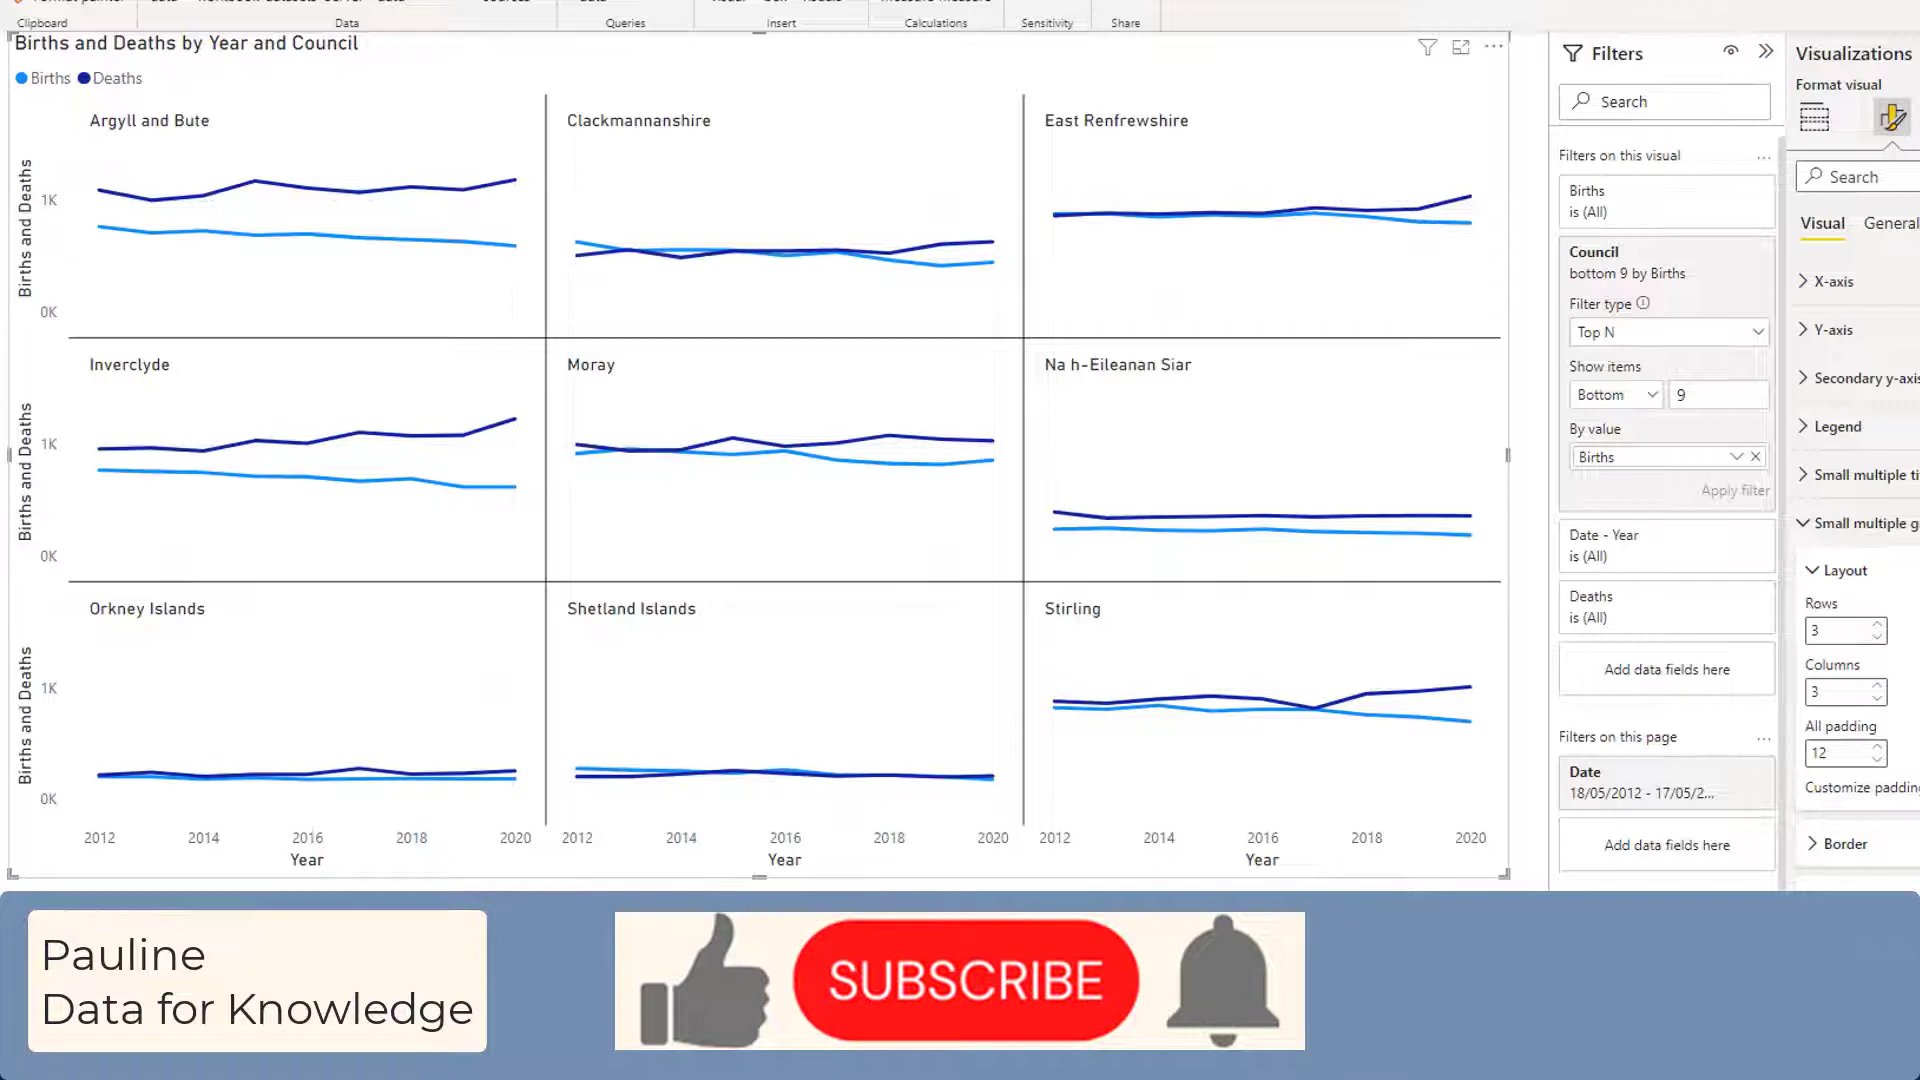 Clipboard
Data
Queries
Insert
Calculations
Sensitivity
Share
Births and Deaths by Year and Council
Births Deaths
Argyll and Bute
Clackmannanshire
East Renfrewshire
Births and Deaths
1K
0K
Inverclyde
Moray
Na h-Eileanan Siar
Births and Deaths
1K
0K
Orkney Islands
Shetland Islands
Stirling
Births and Deaths
1K
0K
2012 2014 2016 2018 2020
2012 2014 2016 2018 2020
2012 2014 2016 2018 2020
Year
Year
Year
Filters
Search
Filters on this visual ...
Births
is (All)
Council
bottom 9 by Births
Filter type
Top N
Show items
Bottom 9
By value
Births
Apply filter
Date - Year
is (All)
Deaths
is (All)
Add data fields here
Filters on this page ...
Date
18/05/2012 - 17/05/2...
Add data fields here
Visualizations
Format visual
Search
Visual General
X-axis
Y-axis
Secondary y-axis
Legend
Small multiple ti
Small multiple g
Layout
Rows
3
Columns
3
All padding
12
Customize padding
Border
Pauline
Data for Knowledge
SUBSCRIBE